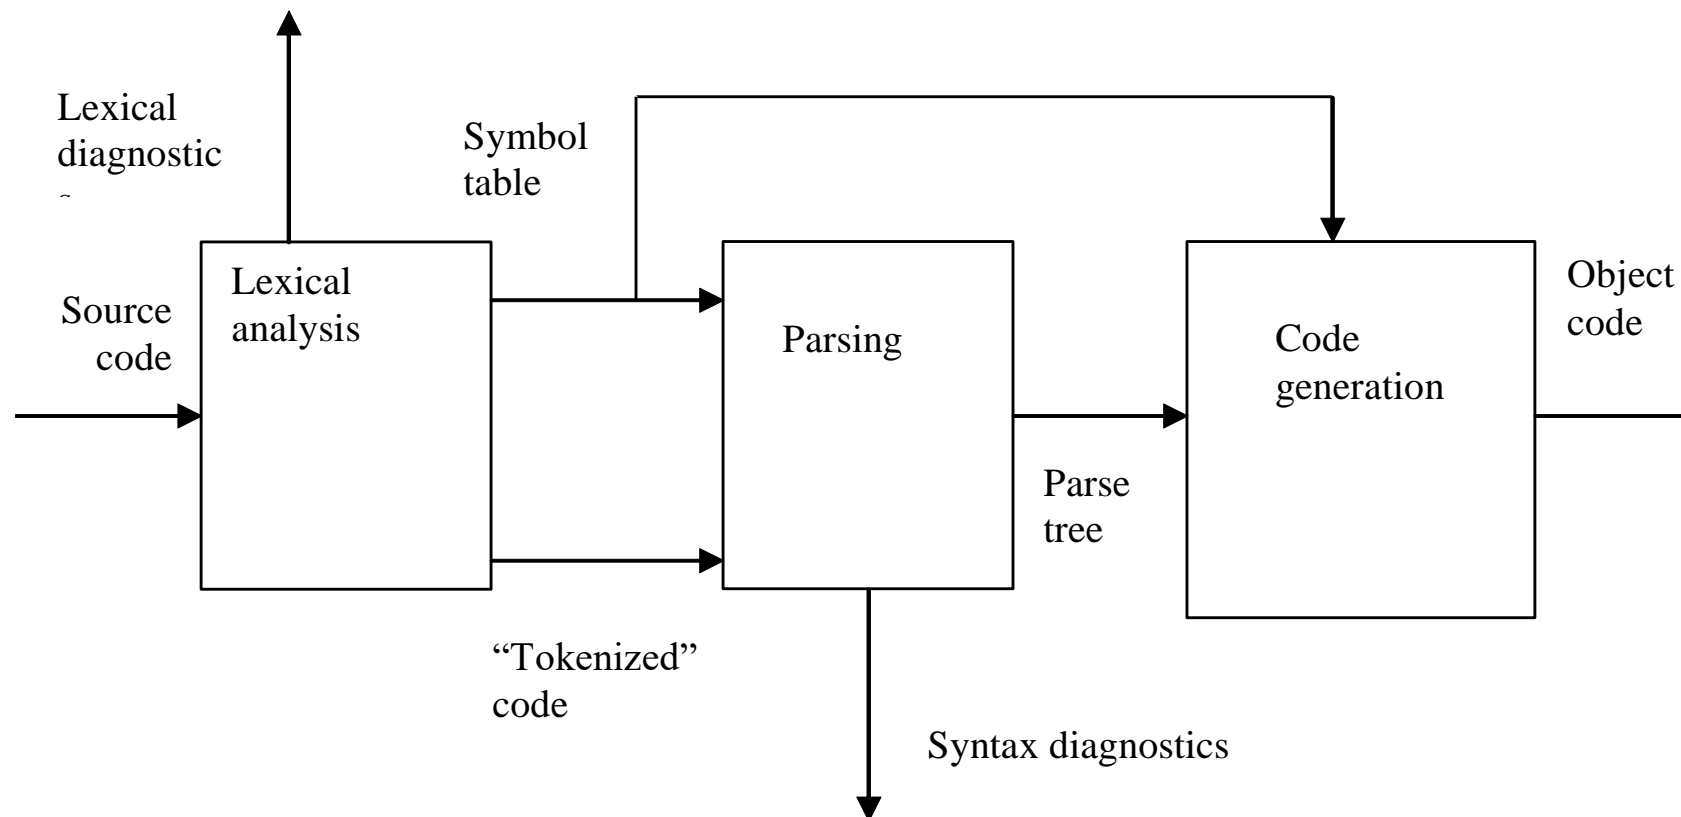 Lexical
diagnostic
Symbol
table
Source
code
Lexical
analysis
Parsing
Code
generation
Object
code
Parse
tree
“Tokenized”
code
Syntax diagnostics